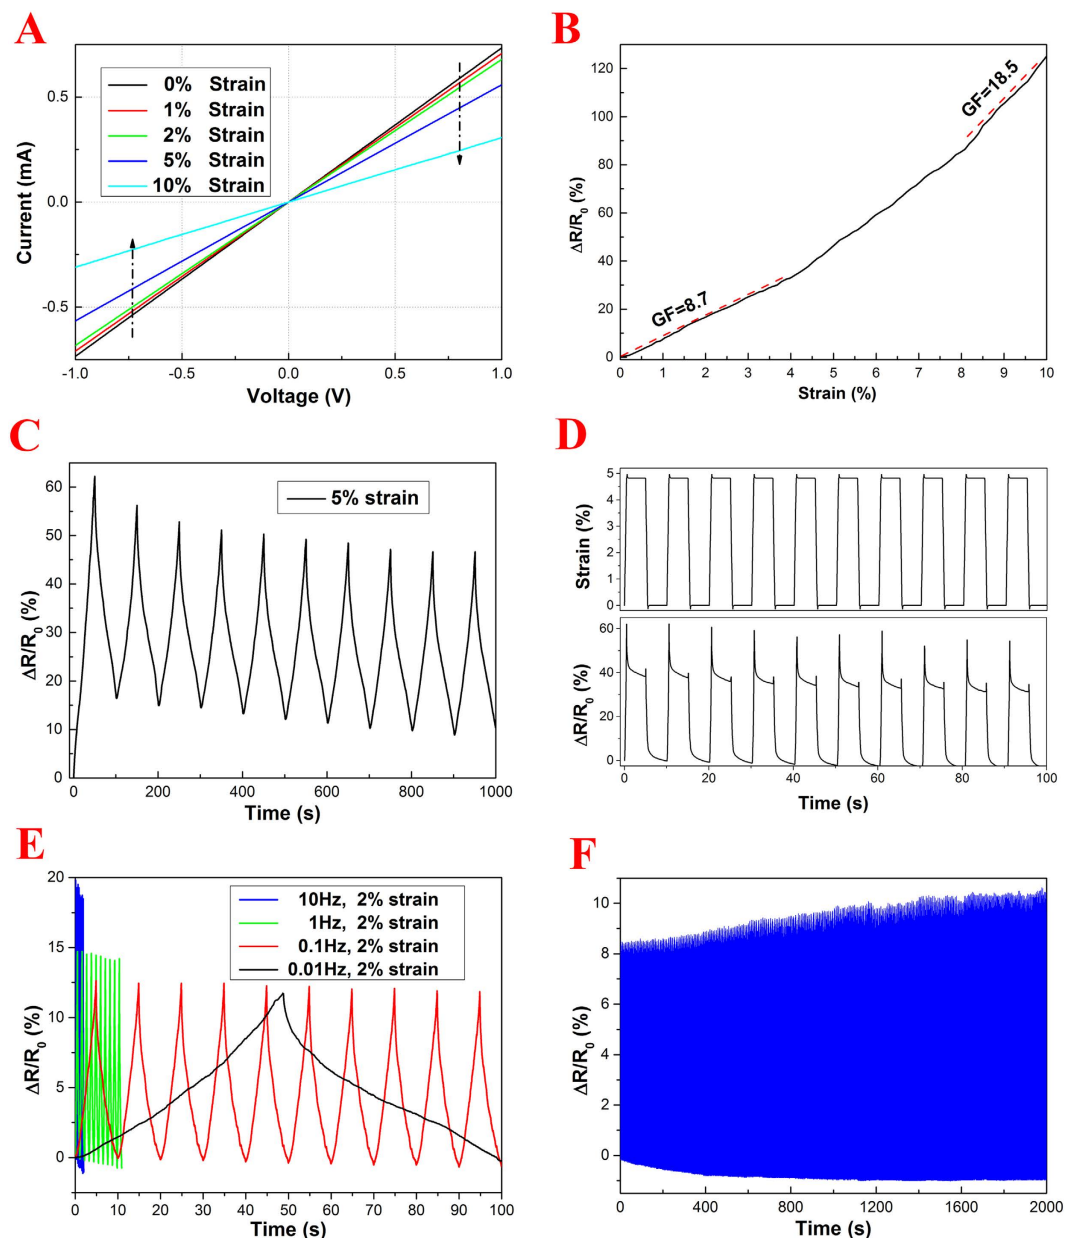 A
0% Strain
1% Strain
2% Strain
5% Strain
10% Strain
0.5
0.0
-0.5
Current (mA)
-1.0 -0.5 0.0 0.5 1.0
Voltage (V)
B
120
100
80
60
40
20
0
ΔR/R0 (%)
GF=8.7
GF=18.5
0 1 2 3 4 5 6 7 8 9 10
Strain (%)
C
5% strain
60
50
40
30
20
10
0
ΔR/R0 (%)
0 200 400 600 800 1000
Time (s)
D
5
4
3
2
1
0
Strain (%)
60
40
20
0
ΔR/R0 (%)
0 20 40 60 80 100
Time (s)
E
10Hz, 2% strain
1Hz, 2% strain
0.1Hz, 2% strain
0.01Hz, 2% strain
20
15
10
5
0
ΔR/R0 (%)
0 10 20 30 40 50 60 70 80 90 100
Time (s)
F
10
8
6
4
2
0
ΔR/R0 (%)
0 400 800 1200 1600 2000
Time (s)